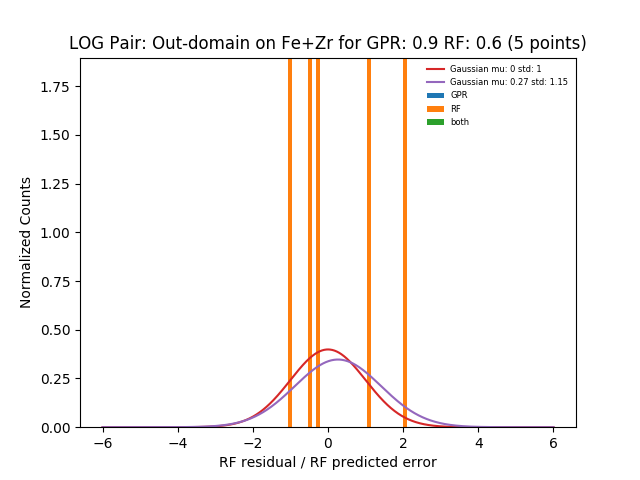 LOG Pair: Out-domain on Fe+Zr for GPR: 0.9 RF: 0.6 (5 points)
Gaussian mu: 0 std: 1
Gaussian mu: 0.27 std: 1.15
GPR
RF
both
Normalized Counts
1.75
1.50
1.25
1.00
0.75
0.50
0.25
0.00
−6
−4
−2
0
2
4
6
RF residual / RF predicted error